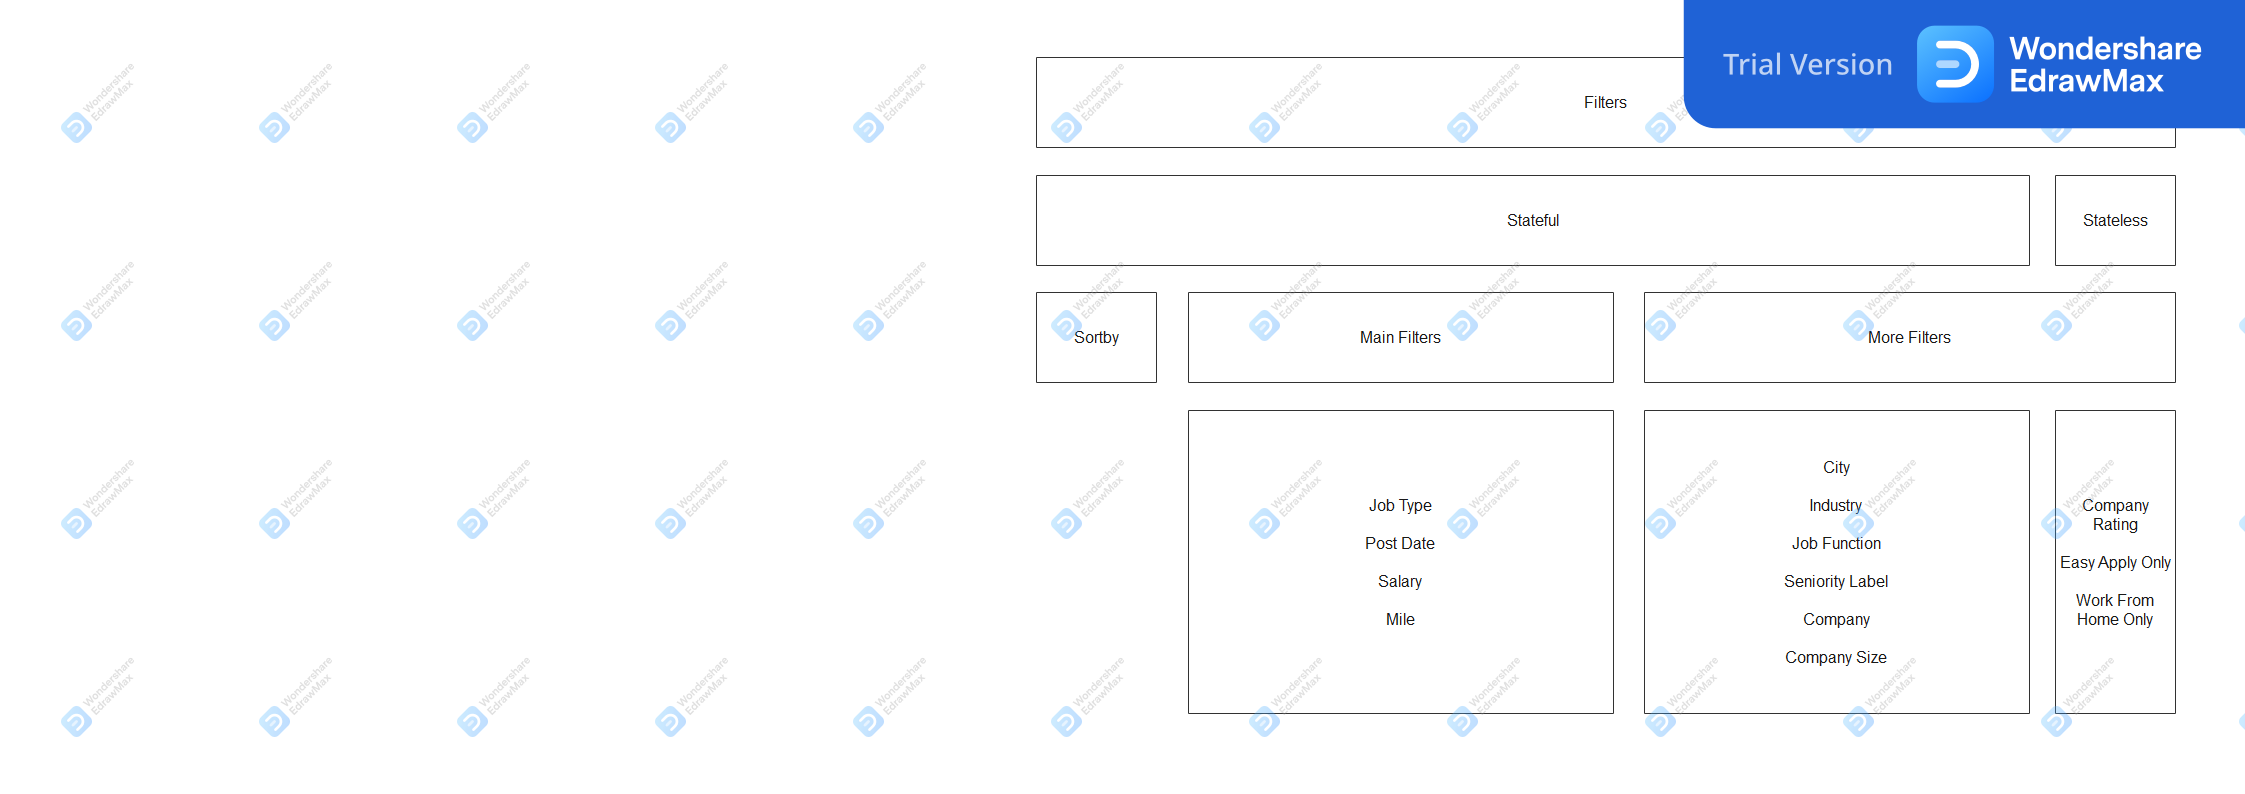 Trial Version
Wondershare
EdrawMax
Filters
Stateful
Stateless
Sortby
Main Filters
More Filters
Job Type
Post Date
Salary
Mile
City
Industry
Job Function
Seniority Label
Company
Company Size
Company
Rating
Easy Apply Only
Work From
Home Only